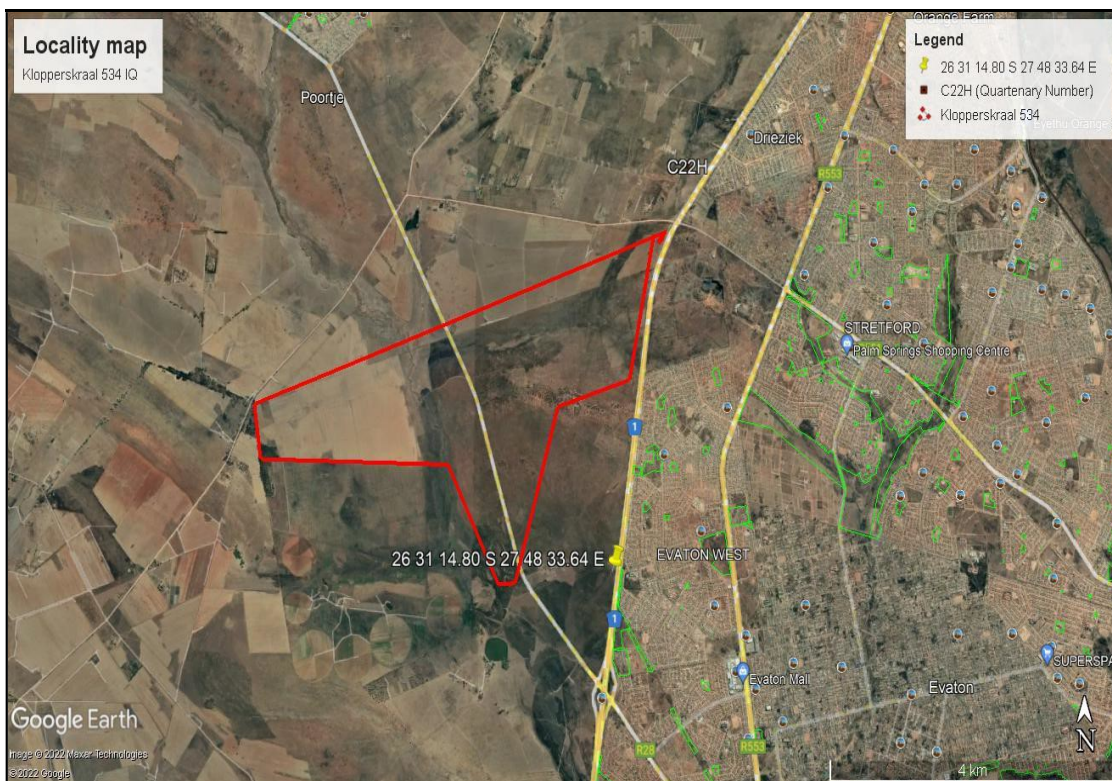 Locality map
Klopperskraal 534 IQ
Legend
26 31 14.80 S 27 48 33.64 E
C22H (Quartenary Number)
Klopperskraal 534
Orange Farm
Poortje
Drieziek
C22H
R553
STRETFORD
Palm Springs Shopping Centre
1
26 31 14.80 S 27 48 33.64 E
EVATON WEST
1
SUPERSPA
Evaton Mall
Evaton
R28
R553
N
4 km
Google Earth
Image © 2022 Maxar Technologies
© 2022 Google